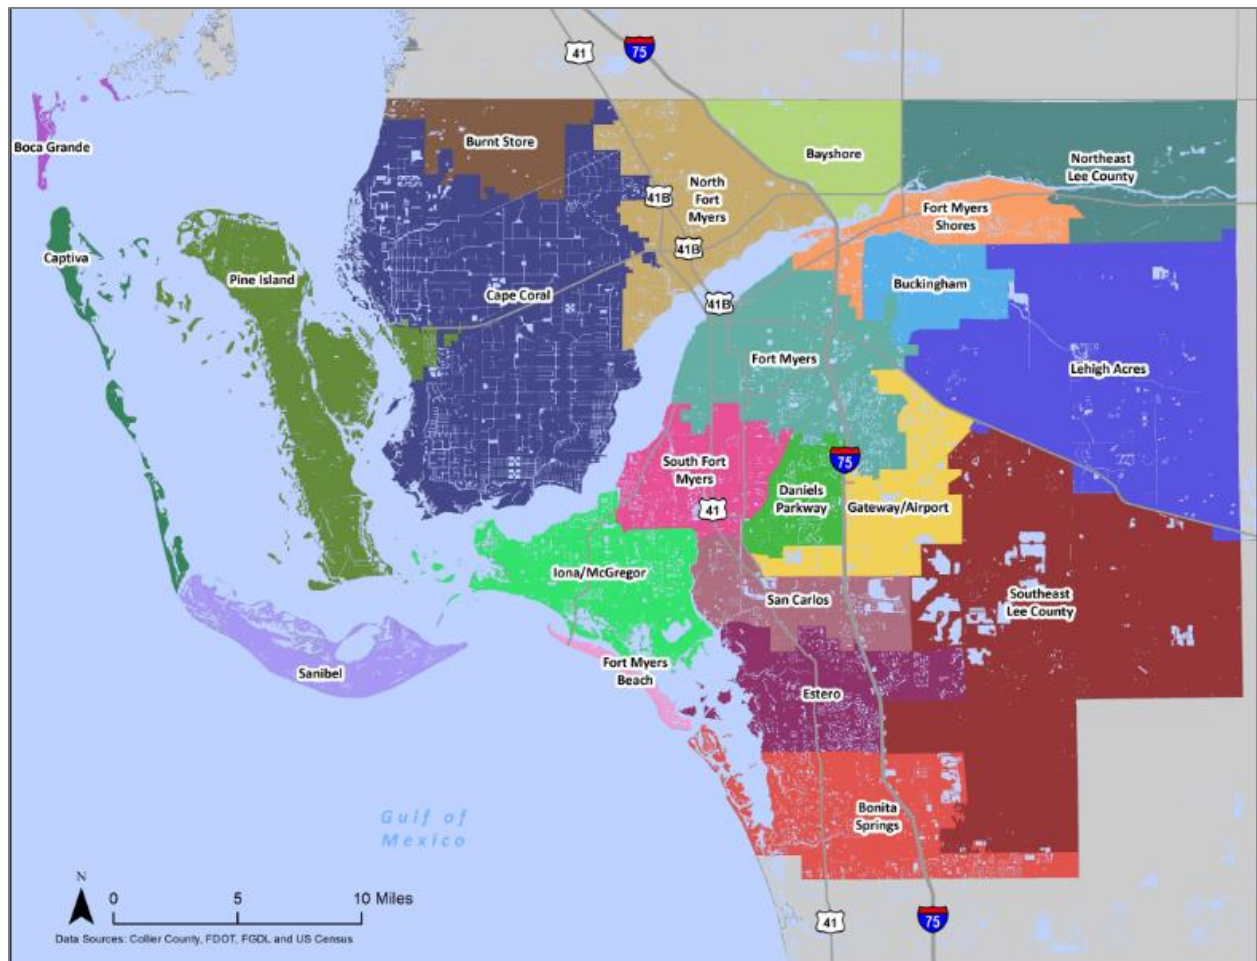 41
75
Burnt Store
Boca Grande
Bayshore
Northeast
Lee County
North
Fort
Myers
41B
Fort Myers
Shores
41B
Captiva
Pine Island
Buckingham
Cape Coral
41B
Fort Myers
Lehigh Acres
South Fort
Myers
75
Daniels
Parkway
41
Gateway/Airport
Iona/McGregor
San Carlos
Southeast
Lee County
Sanibel
Fort Myers
Beach
Estero
Gulf of
Mexico
Bonita
Springs
N
0 5 10 Miles
41
75
Data Sources: Collier County, FDOT, FGDL and US Census